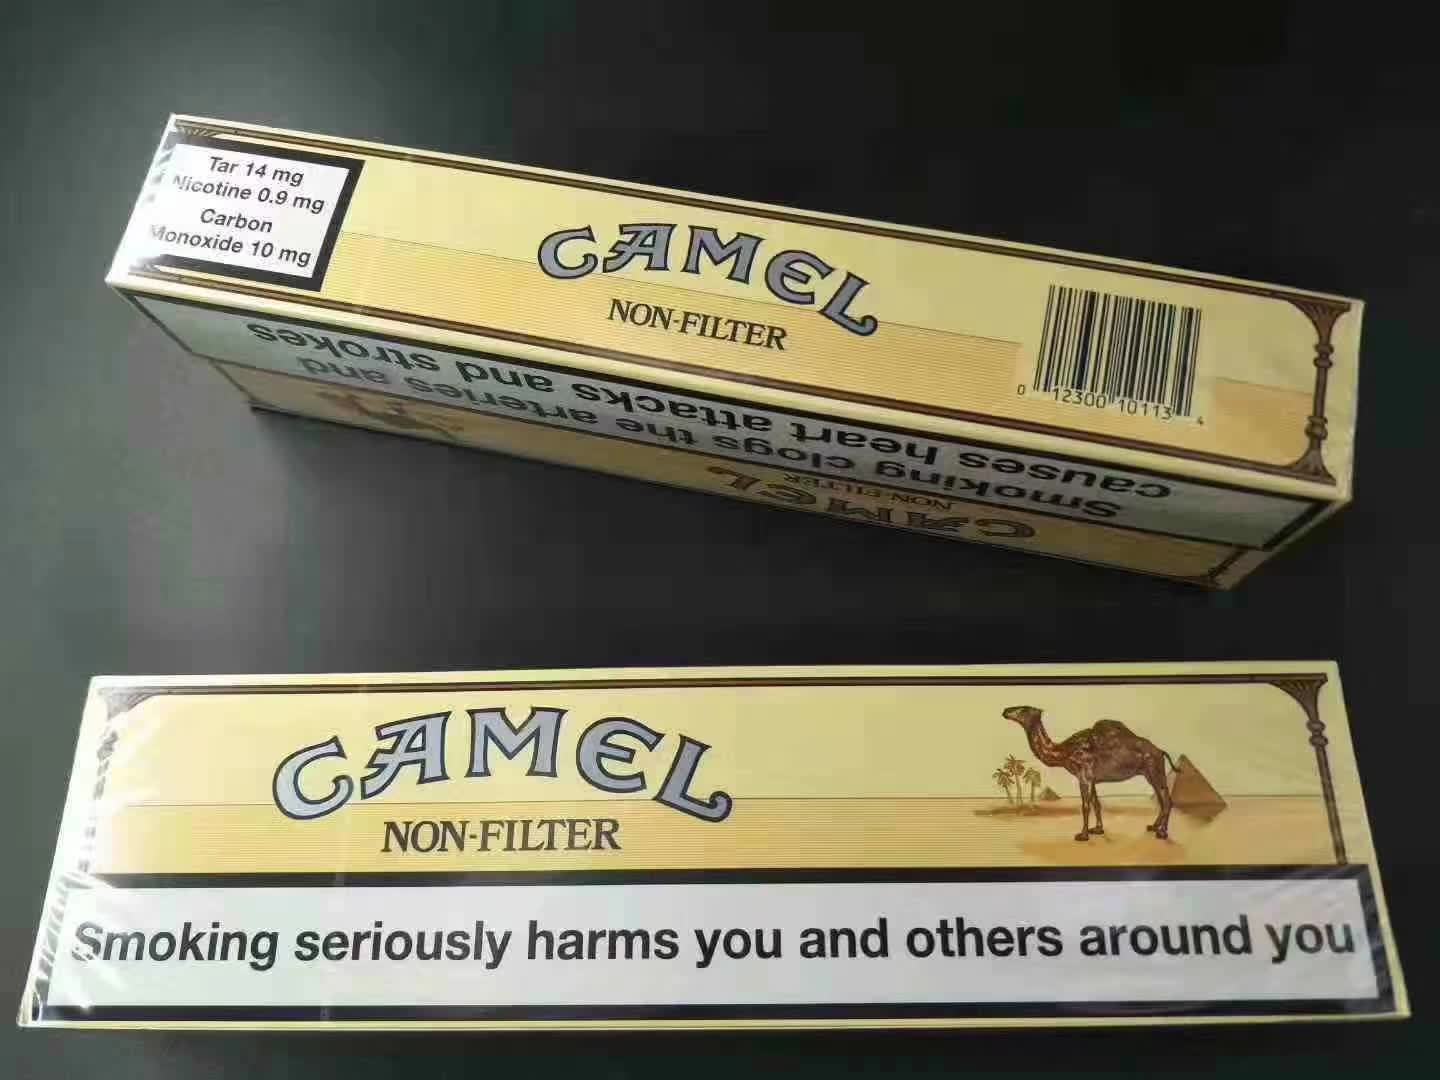 Tar 14 mg
Nicotine 0.9 mg
Carbon
Monoxide 10 mg
CAMEL
NON-FILTER
0 12300 10113 4
Smoking clogs the arteries and
causes heart attacks and strokes
CAMEL
NON-FILTER
CAMEL
NON-FILTER
Smoking seriously harms you and others around you